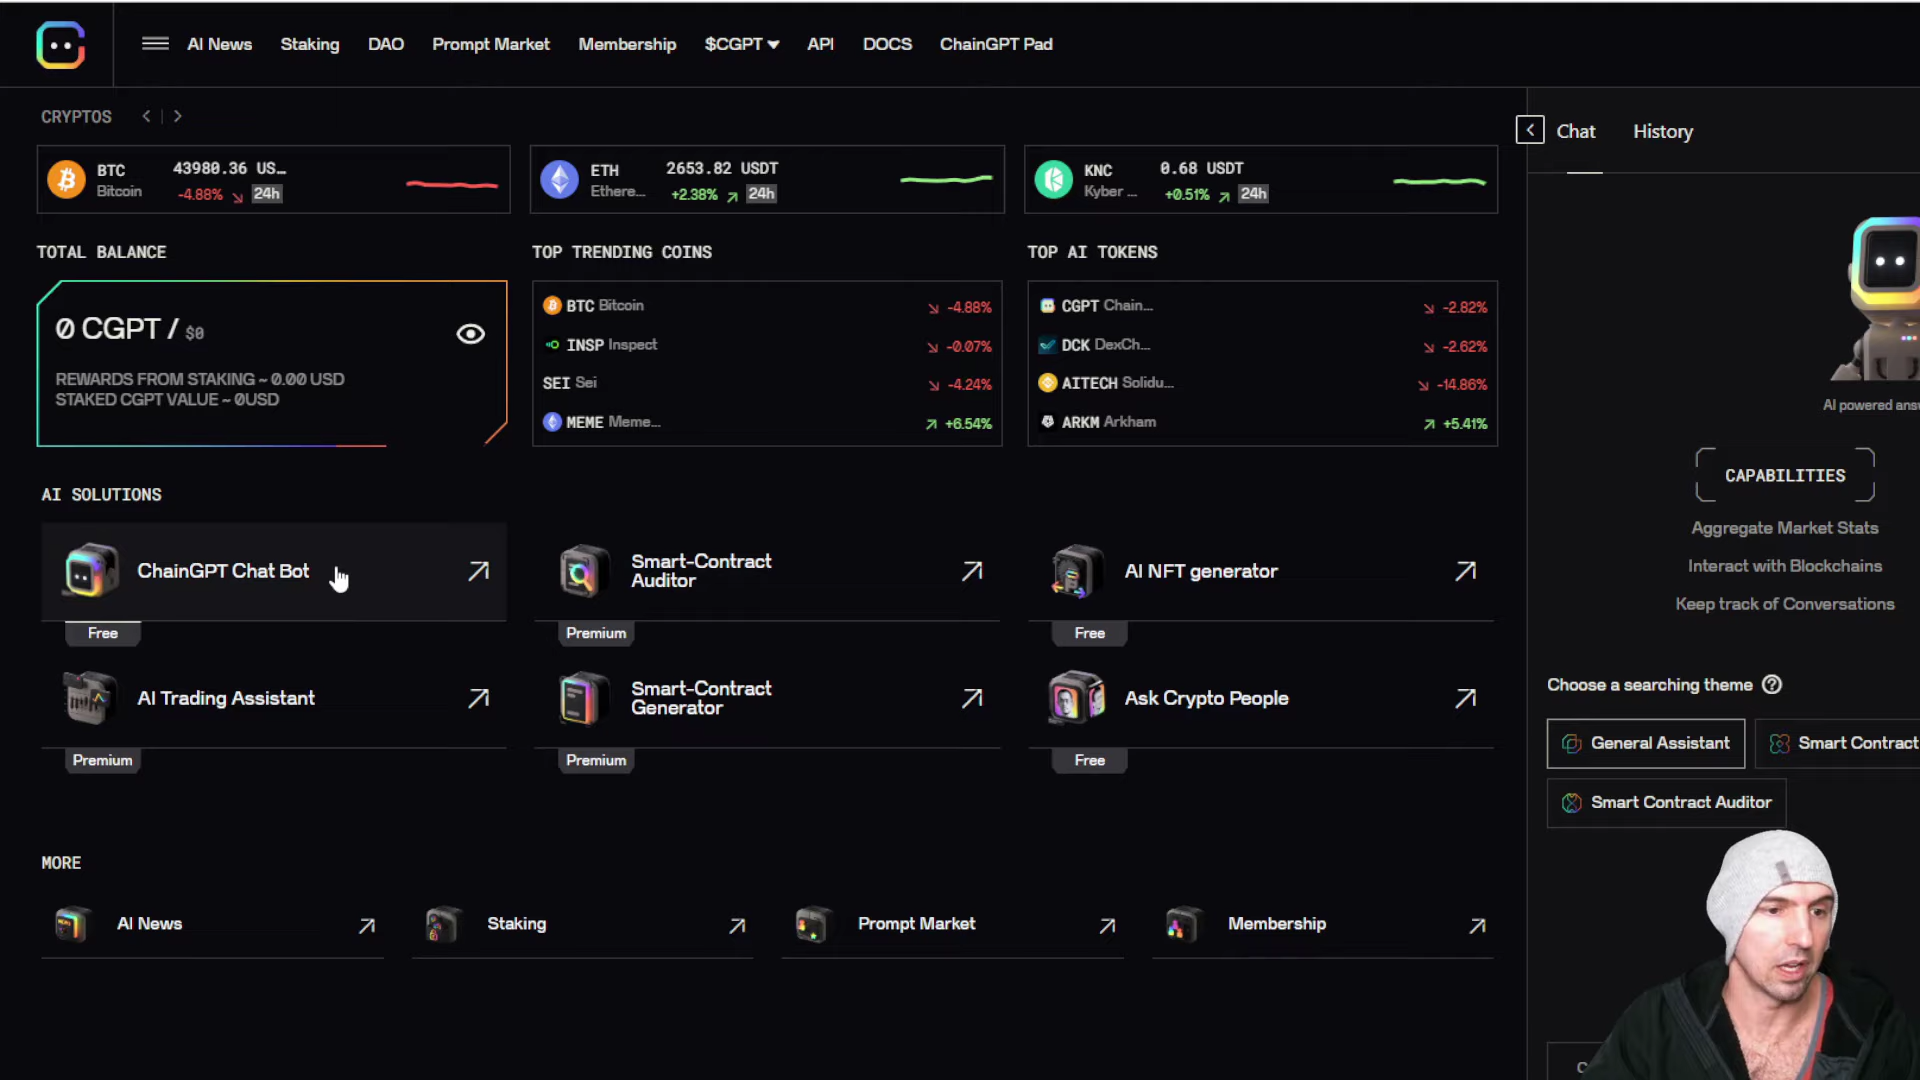 AI News Staking DAO Prompt Market Membership $CGPT API DOCS ChainGPT Pad
CRYPTOS
BTC 43980.36 US...
Bitcoin -4.88% 24h
ETH 2653.82 USDT
Ethere... +2.38% 24h
KNC 0.68 USDT
Kyber ... +0.51% 24h
TOTAL BALANCE
0 CGPT / $0
REWARDS FROM STAKING ~ 0.00 USD
STAKED CGPT VALUE ~ 0USD
TOP TRENDING COINS
BTC Bitcoin -4.88%
INSP Inspect -0.07%
SEI Sei -4.24%
MEME Meme... +6.54%
TOP AI TOKENS
CGPT Chain... -2.82%
DCK DexCh... -2.62%
AITECH Solidu... -14.86%
ARKM Arkham +5.41%
AI SOLUTIONS
ChainGPT Chat Bot
Free
Smart-Contract
Auditor
Premium
AI NFT generator
Free
AI Trading Assistant
Premium
Smart-Contract
Generator
Premium
Ask Crypto People
Free
MORE
AI News
Staking
Prompt Market
Membership
Chat History
AI powered
CAPABILITIES
Aggregate Market Stats
Interact with Blockchains
Keep track of Conversations
Choose a searching theme ?
General Assistant
Smart Contract
Smart Contract Auditor